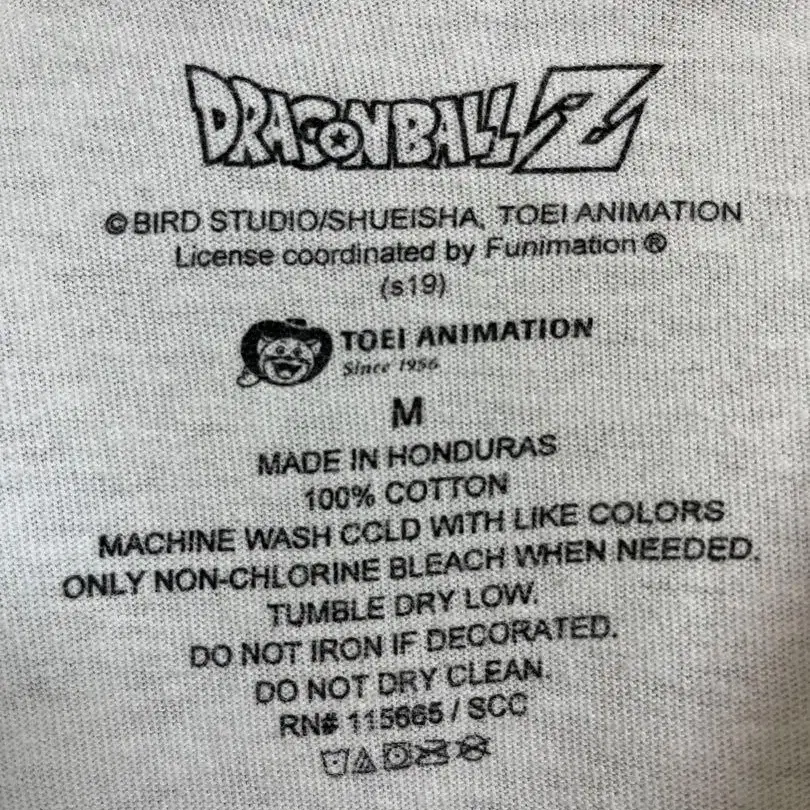 DRAGONBALL Z
© BIRD STUDIO/SHUEISHA, TOEI ANIMATION
License coordinated by Funimation ®
(s19)
TOEI ANIMATION
Since 1956
M
MADE IN HONDURAS
100% COTTON
MACHINE WASH COLD WITH LIKE COLORS
ONLY NON-CHLORINE BLEACH WHEN NEEDED.
TUMBLE DRY LOW.
DO NOT IRON IF DECORATED.
DO NOT DRY CLEAN.
RN# 115665 / SCC